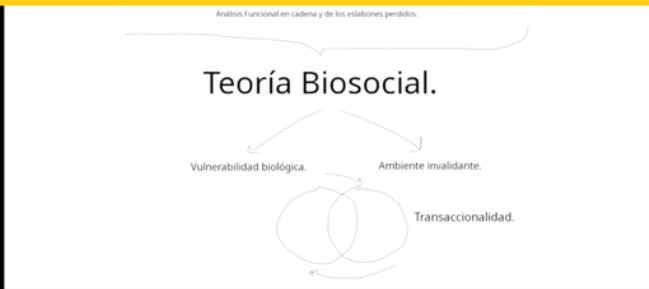 Análisis Funcional en cadena y de los eslabones perdidos.
Teoría Biosocial.
Vulnerabilidad biológica.
Ambiente invalidante.
Transaccionalidad.